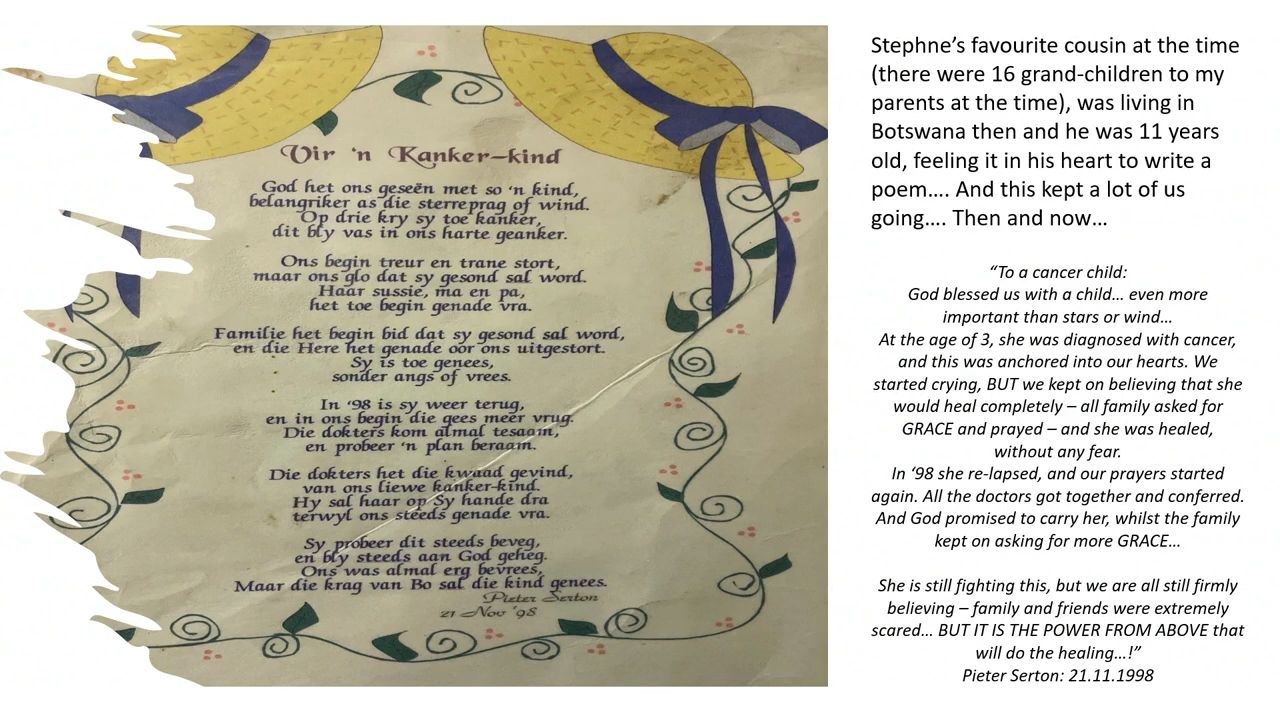 Vir 'n Kanker-kind
God het ons geseën met so 'n kind,
belangriker as die sterreprag of wind.
Op drie kry sy toe kanker,
dit bly vas in ons harte geanker.
Ons begin treur en trane stort,
maar ons glo dat sy gesond sal word.
Haar sussie, ma en pa,
het toe begin genade vra.
Familie het begin bid dat sy gesond sal word,
en die Here het genade oor ons uitgestort.
Sy is toe genees,
sonder angs of vrees.
In '98 is sy weer terug,
en in ons begin die gees meer vrug.
Die dokters kom almal tesaam,
en probeer 'n plan beraam.
Die dokters het die kwaad gevind,
van ons liewe kanker-kind.
Hy sal haar op Sy hande dra
terwyl ons steeds genade vra.
Sy probeer dit steeds beveg,
en bly steeds aan God geheg.
Ons was almal erg bevrees,
Maar die krag van Bo sal die kind genees.
Pieter Serton
21 Nov '98
Stephne's favourite cousin at the time
(there were 16 grand-children to my
parents at the time), was living in
Botswana then and he was 11 years
old, feeling it in his heart to write a
poem…. And this kept a lot of us
going…. Then and now…
“To a cancer child:
God blessed us with a child… even more
important than stars or wind…
At the age of 3, she was diagnosed with cancer,
and this was anchored into our hearts. We
started crying, BUT we kept on believing that she
would heal completely – all family asked for
GRACE and prayed – and she was healed,
without any fear.
In ‘98 she re-lapsed, and our prayers started
again. All the doctors got together and conferred.
And God promised to carry her, whilst the family
kept on asking for more GRACE…
She is still fighting this, but we are all still firmly
believing – family and friends were extremely
scared… BUT IT IS THE POWER FROM ABOVE that
will do the healing…!”
Pieter Serton: 21.11.1998